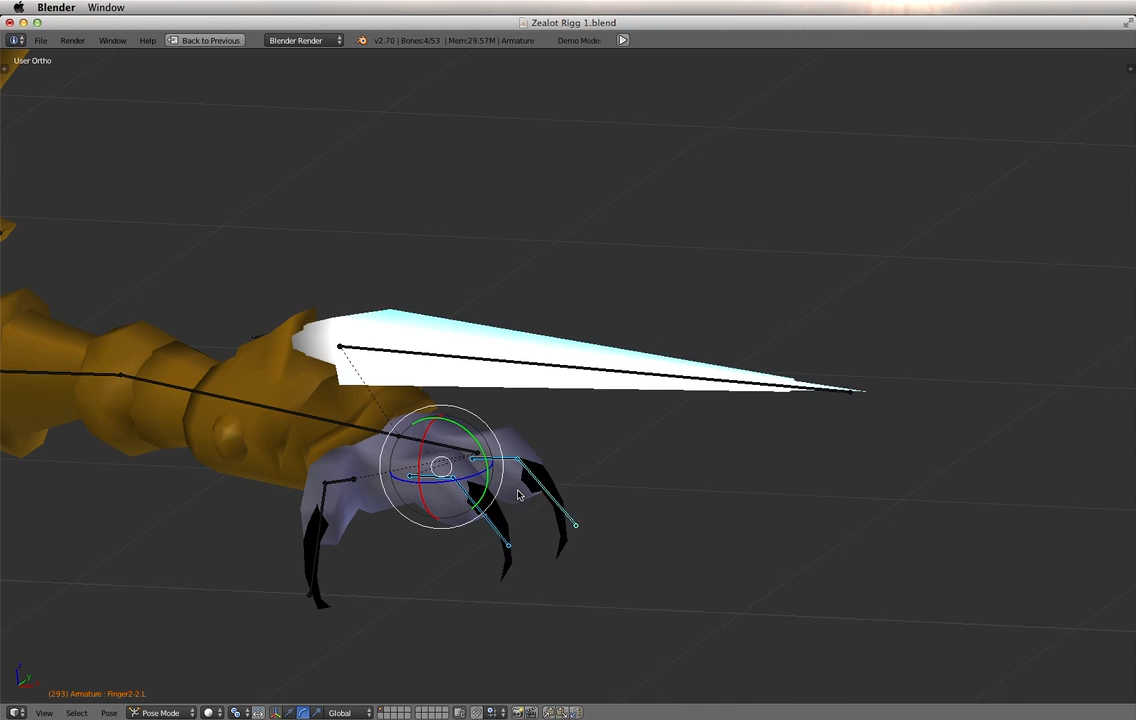 Blender Window
Zealot Rigg 1.blend
File Render Window Help Back to Previous Blender Render v2.70 | Bones:4/53 | Mem:29.57M | Armature Demo Mode:
User Ortho
(293) Armature : Finger2-2.L
View Select Pose Pose Mode Global